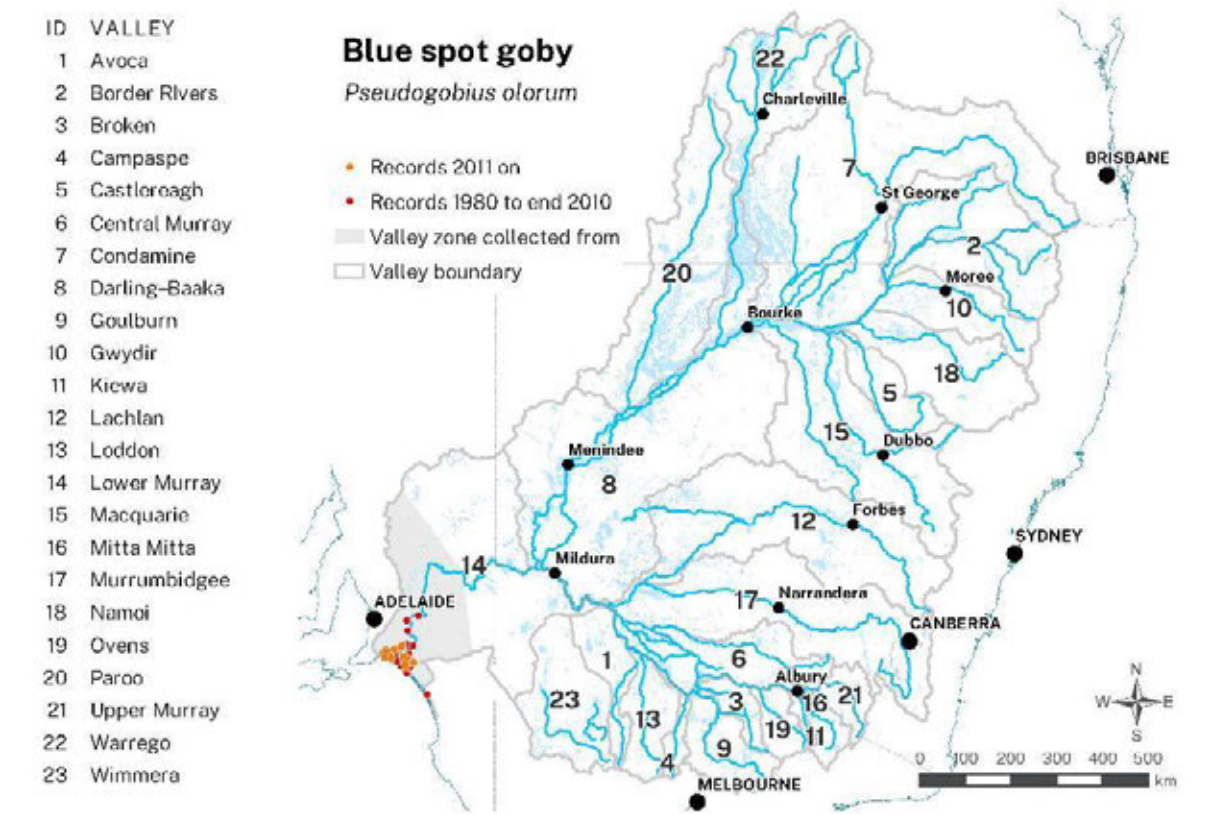 ID VALLEY
1 Avoca
2 Border RIvers
3 Broken
4 Campaspe
5 Castlereagh
6 Central Murray
7 Condamine
8 Darling–Baaka
9 Goulburn
10 Gwydir
11 Kiewa
12 Lachlan
13 Loddon
14 Lower Murray
15 Macquarie
16 Mitta Mitta
17 Murrumbidgee
18 Namoi
19 Ovens
20 Paroo
21 Upper Murray
22 Warrego
23 Wimmera
Blue spot goby
Pseudogobius olorum
Records 2011 on
Records 1980 to end 2010
Valley zone collected from
Valley boundary
22
Charleville
BRISBANE
7
St George
2
20
Moree
10
Bourke
18
5
15
Dubbo
Menindee
8
12
Forbes
SYDNEY
Mildura
14
ADELAIDE
17
Narrandera
CANBERRA
1
6
Albury
23
3
16
21
13
19
11
9
4
MELBOURNE
N
W E
S
0 100 200 300 400 500
km